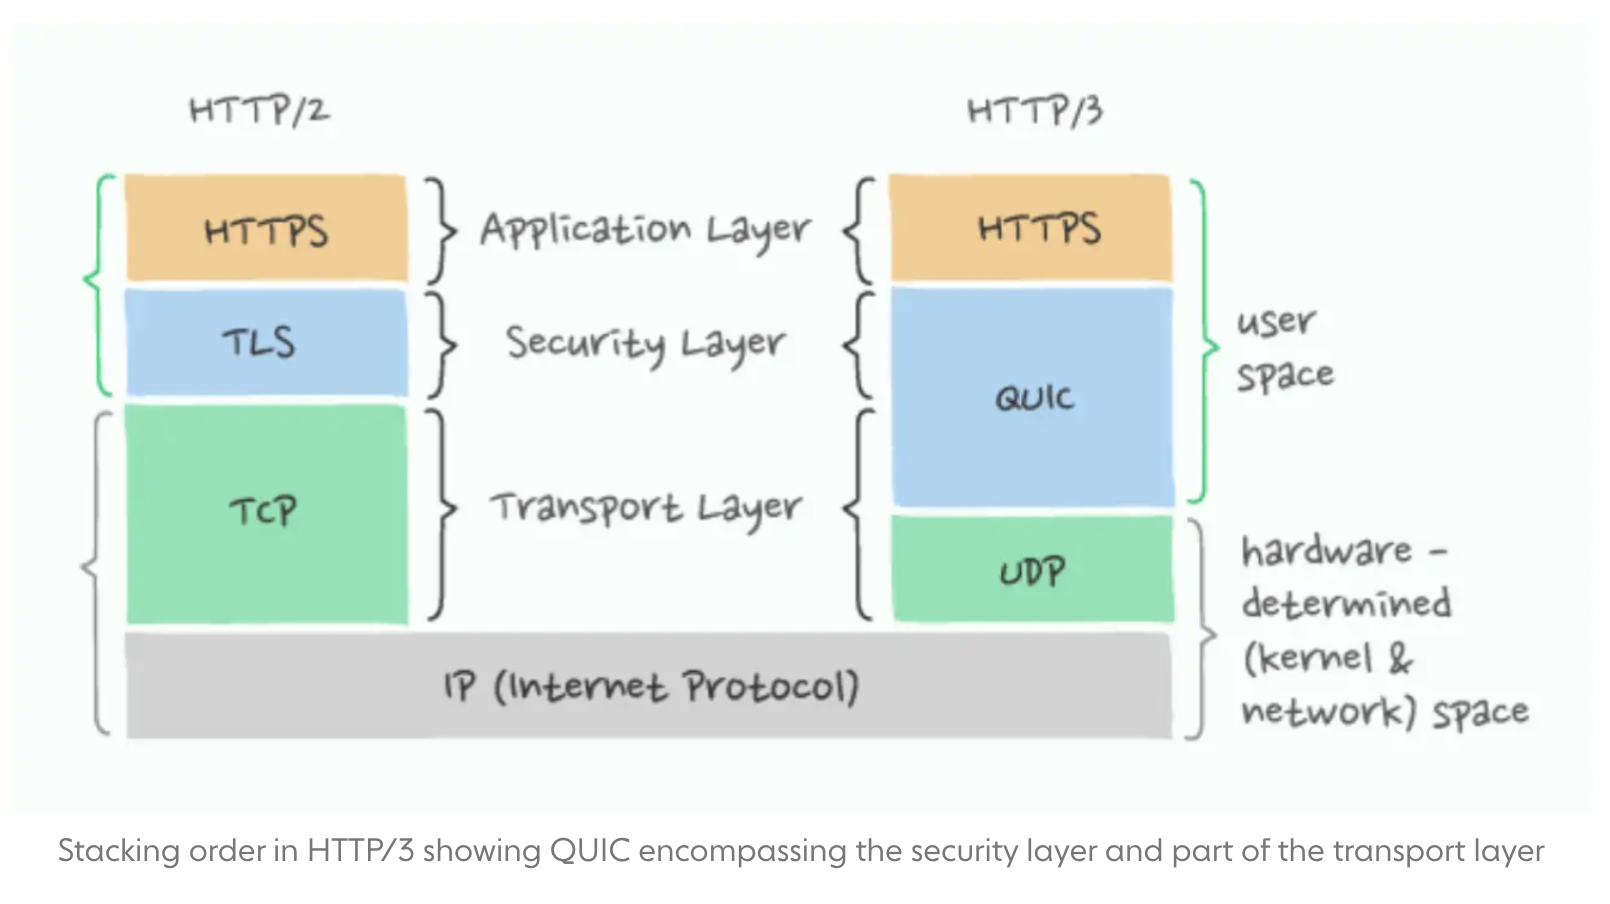 HTTP/2
HTTP/3
HTTPS
Application Layer
HTTPS
TLS
Security Layer
QUIC
user
space
TCP
Transport Layer
UDP
hardware -
determined
(kernel &
network) space
IP (Internet Protocol)
Stacking order in HTTP/3 showing QUIC encompassing the security layer and part of the transport layer